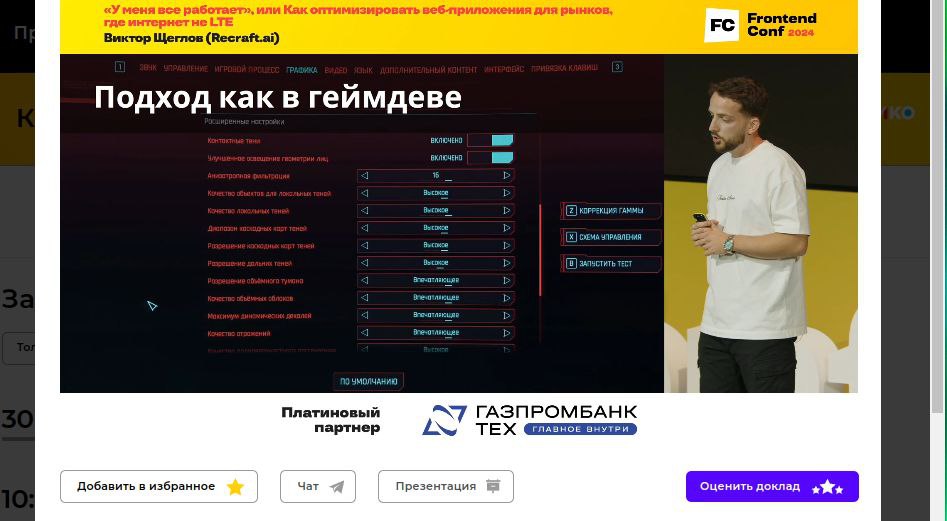 «У меня все работает», или Как оптимизировать веб-приложения для рынков,
где интернет не LTE
Виктор Щеглов (Recraft.ai)
FC Frontend
Conf 2024
1 ЗВУК УПРАВЛЕНИЕ ИГРОВОЙ ПРОЦЕСС ГРАФИКА ВИДЕО ЯЗЫК ДОПОЛНИТЕЛЬНЫЙ КОНТЕНТ ИНТЕРФЕЙС ПРИВЯЗКА КЛАВИШ 3
Подход как в геймдеве
Расширенные настройки
Контактные тени ВКЛЮЧЕНО
Улучшенное освещение геометрии лиц ВКЛЮЧЕНО
Анизотропная фильтрация 16
Качество объектов для локальных теней Высокое
Качество локальных теней Высокое
Диапазон каскадных карт теней Высокое
Разрешение каскадных карт теней Высокое
Разрешение дальних теней Высокое
Разрешение объёмного тумана Впечатляющее
Качество объёмных облаков Впечатляющее
Максимум динамических декалей Впечатляющее
Качество отражений Впечатляющее
Высокое
Z КОРРЕКЦИЯ ГАММЫ
X СХЕМА УПРАВЛЕНИЯ
B ЗАПУСТИТЬ ТЕСТ
ПО УМОЛЧАНИЮ
Платиновый
партнер
ГАЗПРОМБАНК
ТЕХ ГЛАВНОЕ ВНУТРИ
Добавить в избранное
Чат
Презентация
Оценить доклад
30
10: